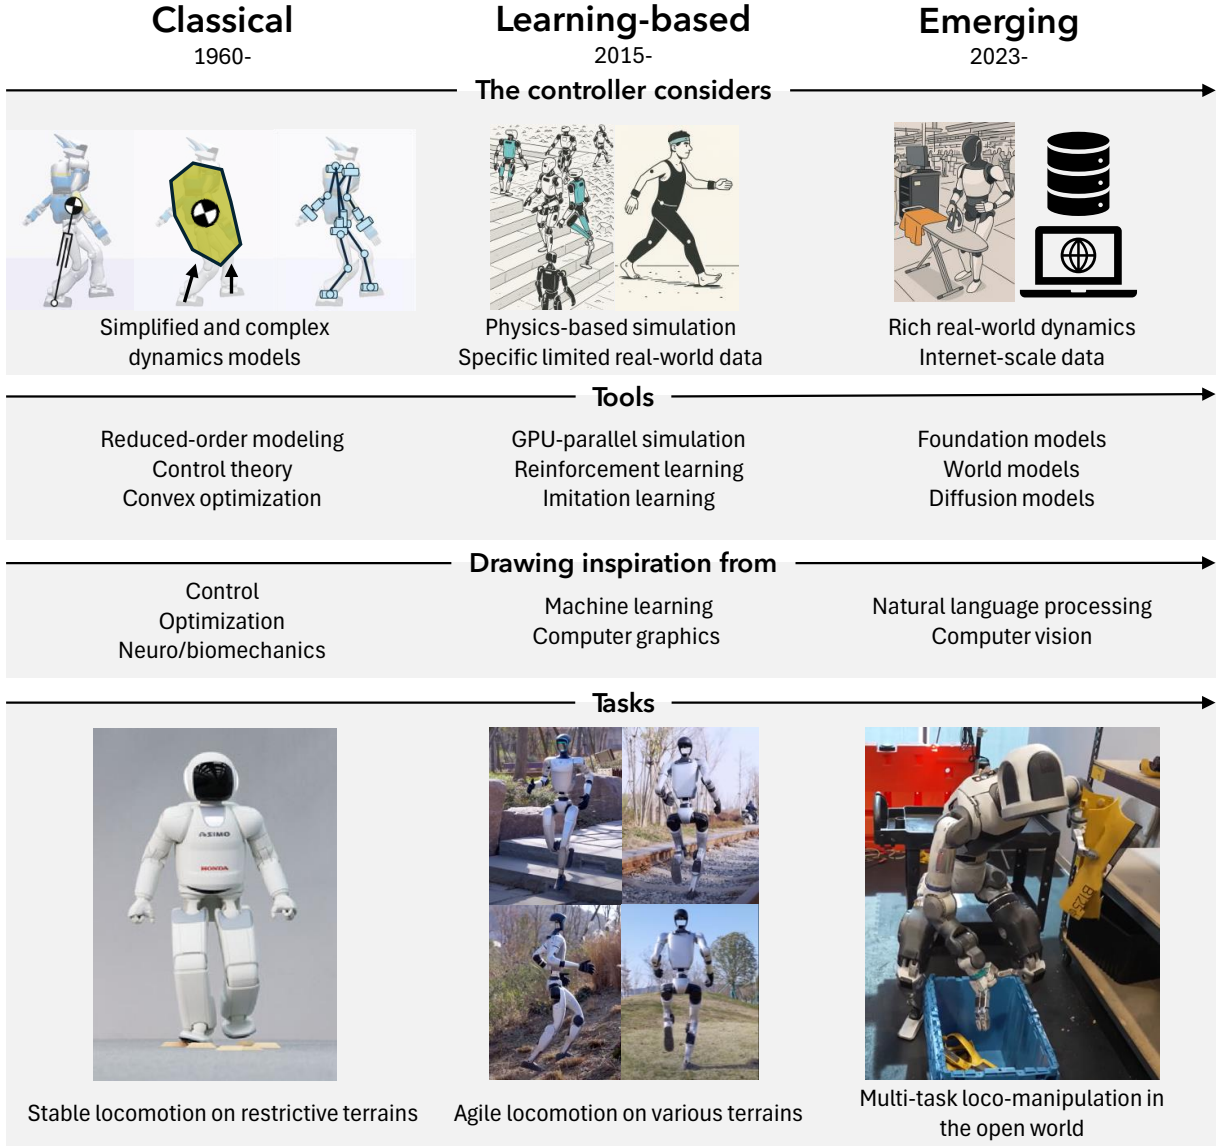 Classical
1960-
Learning-based
2015-
Emerging
2023-
The controller considers
Simplified and complex
dynamics models
Physics-based simulation
Specific limited real-world data
Rich real-world dynamics
Internet-scale data
Tools
Reduced-order modeling
Control theory
Convex optimization
GPU-parallel simulation
Reinforcement learning
Imitation learning
Foundation models
World models
Diffusion models
Drawing inspiration from
Control
Optimization
Neuro/biomechanics
Machine learning
Computer graphics
Natural language processing
Computer vision
Tasks
ASIMO
HONDA
Stable locomotion on restrictive terrains
Agile locomotion on various terrains
Multi-task loco-manipulation in
the open world